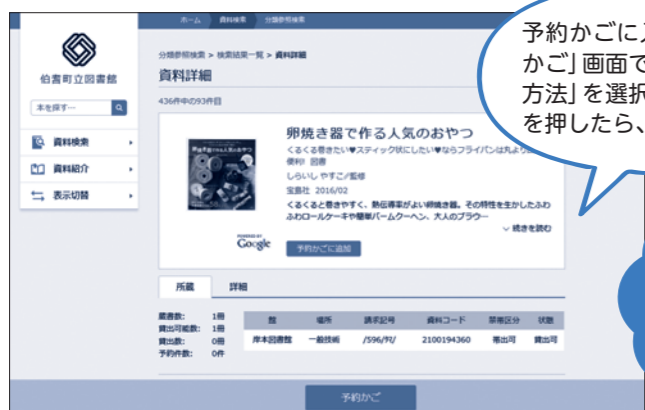 ホーム 資料検索 分類参照検索
伯耆町立図書館
本を探す…
資料検索
資料紹介
表示切替
分類参照検索 > 検索結果一覧 > 資料詳細
資料詳細
436件中の93件目
卵焼き器で作る人気のおやつ
くるくる巻きたい♥スティック状にしたい♥ならフライパンは丸より
便利! 図書
しらいし やすこ/監修
宝島社 2016/02
くるくると巻きやすく、熱伝導率がよい卵焼き器。その特性を生かしたふわ
ふわロールケーキや簡単バームクーヘン、大人のブラウ…
続きを読む
POWERED BY
Google
予約かごに追加
所蔵 詳細
蔵書数: 1冊
貸出可能数: 1冊
貸出数: 0冊
予約件数: 0件
館 場所 請求記号 資料コード 禁帯区分 状態
岸本図書館 一般技術 /596/ﾀﾏ/ 2100194360 帯出可 貸出可
予約かご
予約かごに入
かご」画面で
方法」を選択
を押したら、